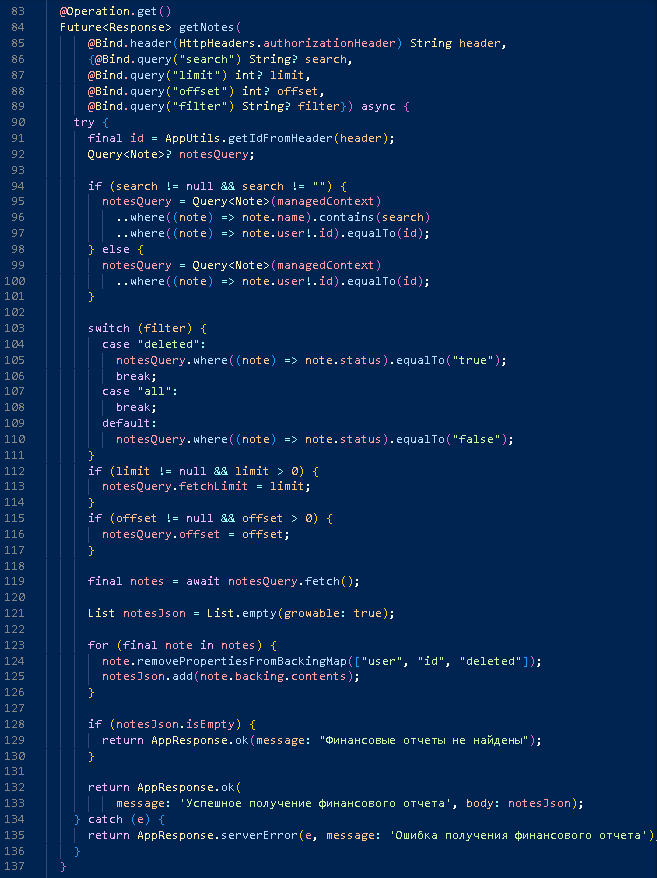 83 @Operation.get()
84 Future<Response> getNotes(
85 @Bind.header(HttpHeaders.authorizationHeader) String header,
86 {@Bind.query("search") String? search,
87 @Bind.query("limit") int? limit,
88 @Bind.query("offset") int? offset,
89 @Bind.query("filter") String? filter}) async {
90 try {
91 final id = AppUtils.getIdFromHeader(header);
92 Query<Note>? notesQuery;
93
94 if (search != null && search != "") {
95 notesQuery = Query<Note>(managedContext)
96 ..where((note) => note.name).contains(search)
97 ..where((note) => note.user!.id).equalTo(id);
98 } else {
99 notesQuery = Query<Note>(managedContext)
100 ..where((note) => note.user!.id).equalTo(id);
101 }
102
103 switch (filter) {
104 case "deleted":
105 notesQuery.where((note) => note.status).equalTo("true");
106 break;
107 case "all":
108 break;
109 default:
110 notesQuery.where((note) => note.status).equalTo("false");
111 }
112 if (limit != null && limit > 0) {
113 notesQuery.fetchLimit = limit;
114 }
115 if (offset != null && offset > 0) {
116 notesQuery.offset = offset;
117 }
118
119 final notes = await notesQuery.fetch();
120
121 List notesJson = List.empty(growable: true);
122
123 for (final note in notes) {
124 note.removePropertiesFromBackingMap(["user", "id", "deleted"]);
125 notesJson.add(note.backing.contents);
126 }
127
128 if (notesJson.isEmpty) {
129 return AppResponse.ok(message: "Финансовые отчеты не найдены");
130 }
131
132 return AppResponse.ok(
133 message: 'Успешное получение финансового отчета', body: notesJson);
134 } catch (e) {
135 return AppResponse.serverError(e, message: 'Ошибка получения финансового отчета')
136 }
137 }